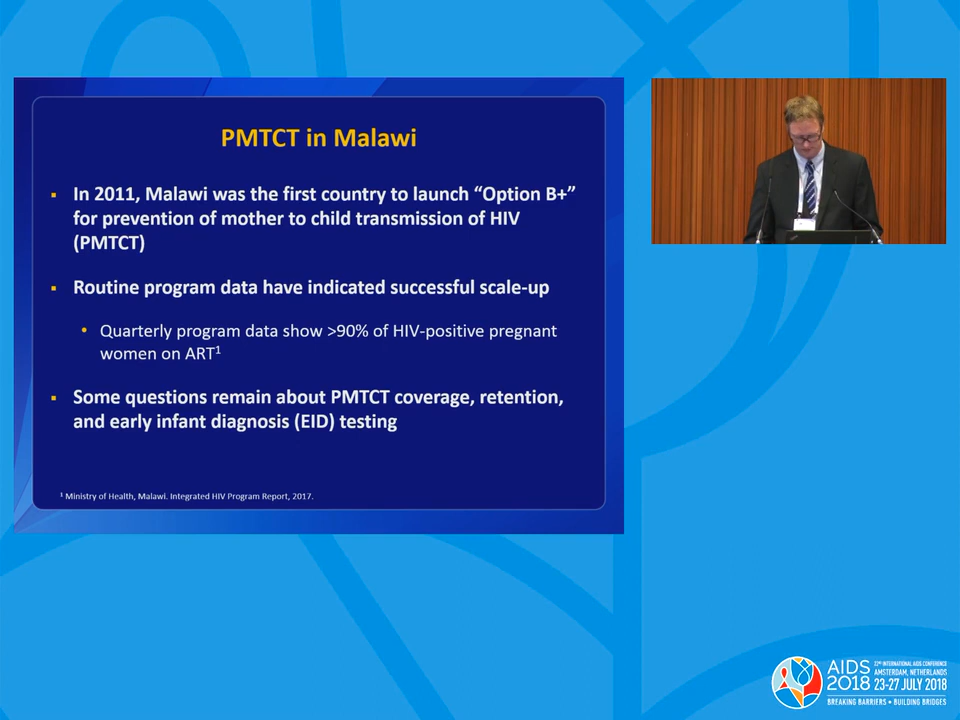 PMTCT in Malawi
▪ In 2011, Malawi was the first country to launch “Option B+”
for prevention of mother to child transmission of HIV
(PMTCT)
▪ Routine program data have indicated successful scale-up
• Quarterly program data show >90% of HIV-positive pregnant
women on ART¹
▪ Some questions remain about PMTCT coverage, retention,
and early infant diagnosis (EID) testing
¹ Ministry of Health, Malawi. Integrated HIV Program Report, 2017.
AIDS
2018
22ND INTERNATIONAL AIDS CONFERENCE
AMSTERDAM, NETHERLANDS
23-27 JULY 2018
BREAKING BARRIERS • BUILDING BRIDGES